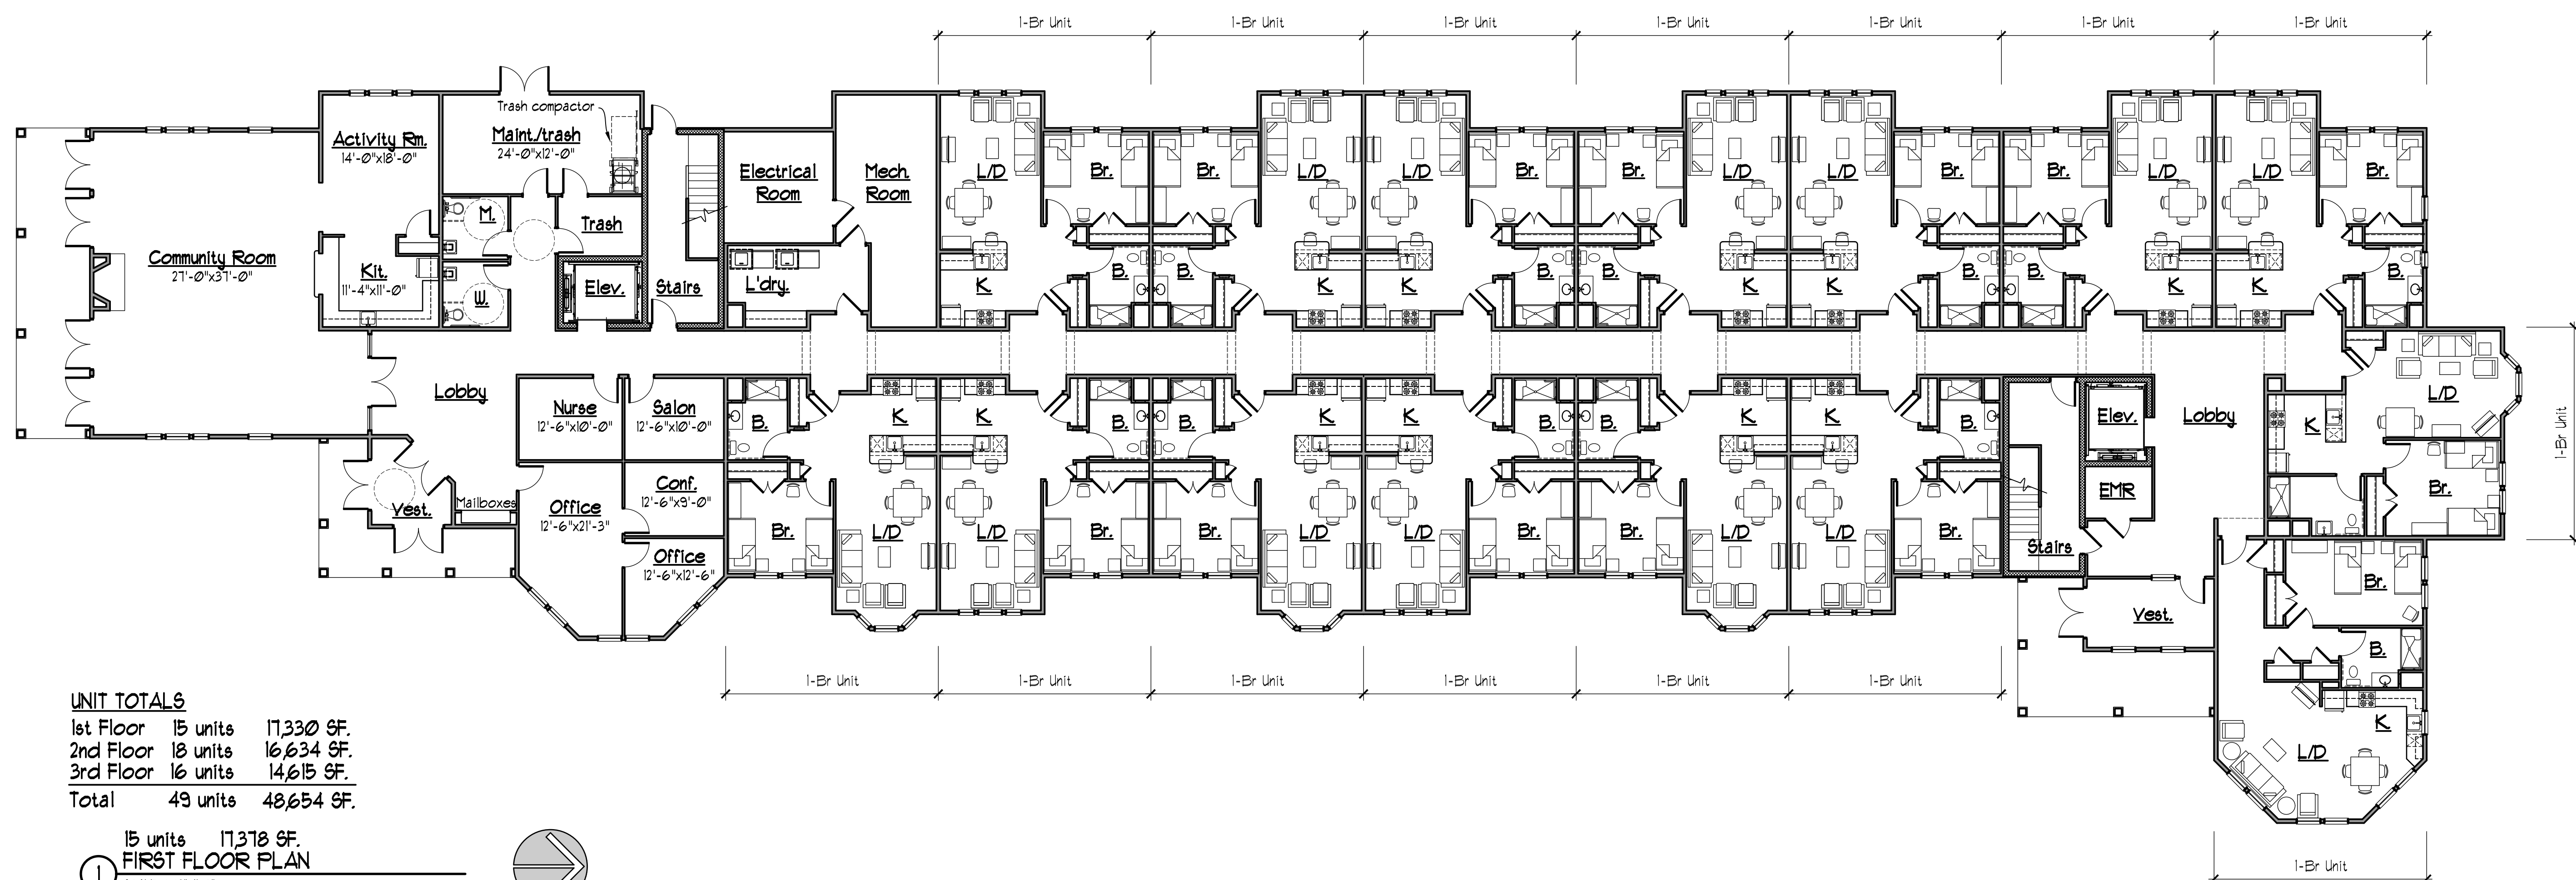 1-Br Unit 1-Br Unit 1-Br Unit 1-Br Unit 1-Br Unit 1-Br Unit 1-Br Unit
Trash compactor
Maint./trash
24'-0"x12'-0"
Activity Rm.
14'-0"x18'-0"
Electrical
Room
Mech.
Room
L/D Br. Br. L/D L/D Br. Br. L/D L/D Br. Br. L/D L/D Br.
M.
Trash
Community Room
27'-0"x37'-0"
Kit.
11'-4"x11'-0"
W.
Elev.
Stairs
L'dry.
K. B. B. K. K. B. B. K. K. B. B. K. K. B.
Lobby
Nurse
12'-6"x10'-0"
Salon
12'-6"x10'-0"
B. K. K. B. B. K. K. B. B. K. K. B.
Elev.
Lobby
K.
L/D
1-Br Unit
Vest.
Mailboxes
Office
12'-6"x21'-3"
Conf.
12'-6"x9'-0"
Office
12'-6"x12'-6"
Br. L/D L/D Br. Br. L/D L/D Br. Br. L/D L/D Br.
EMR
Stairs
Br.
Br.
Vest.
B.
K.
L/D
1-Br Unit 1-Br Unit 1-Br Unit 1-Br Unit 1-Br Unit 1-Br Unit
UNIT TOTALS
1st Floor 15 units 17,330 SF.
2nd Floor 18 units 16,634 SF.
3rd Floor 16 units 14,615 SF.
Total 49 units 48,654 SF.
15 units 17,378 SF.
1 FIRST FLOOR PLAN
1-Br Unit